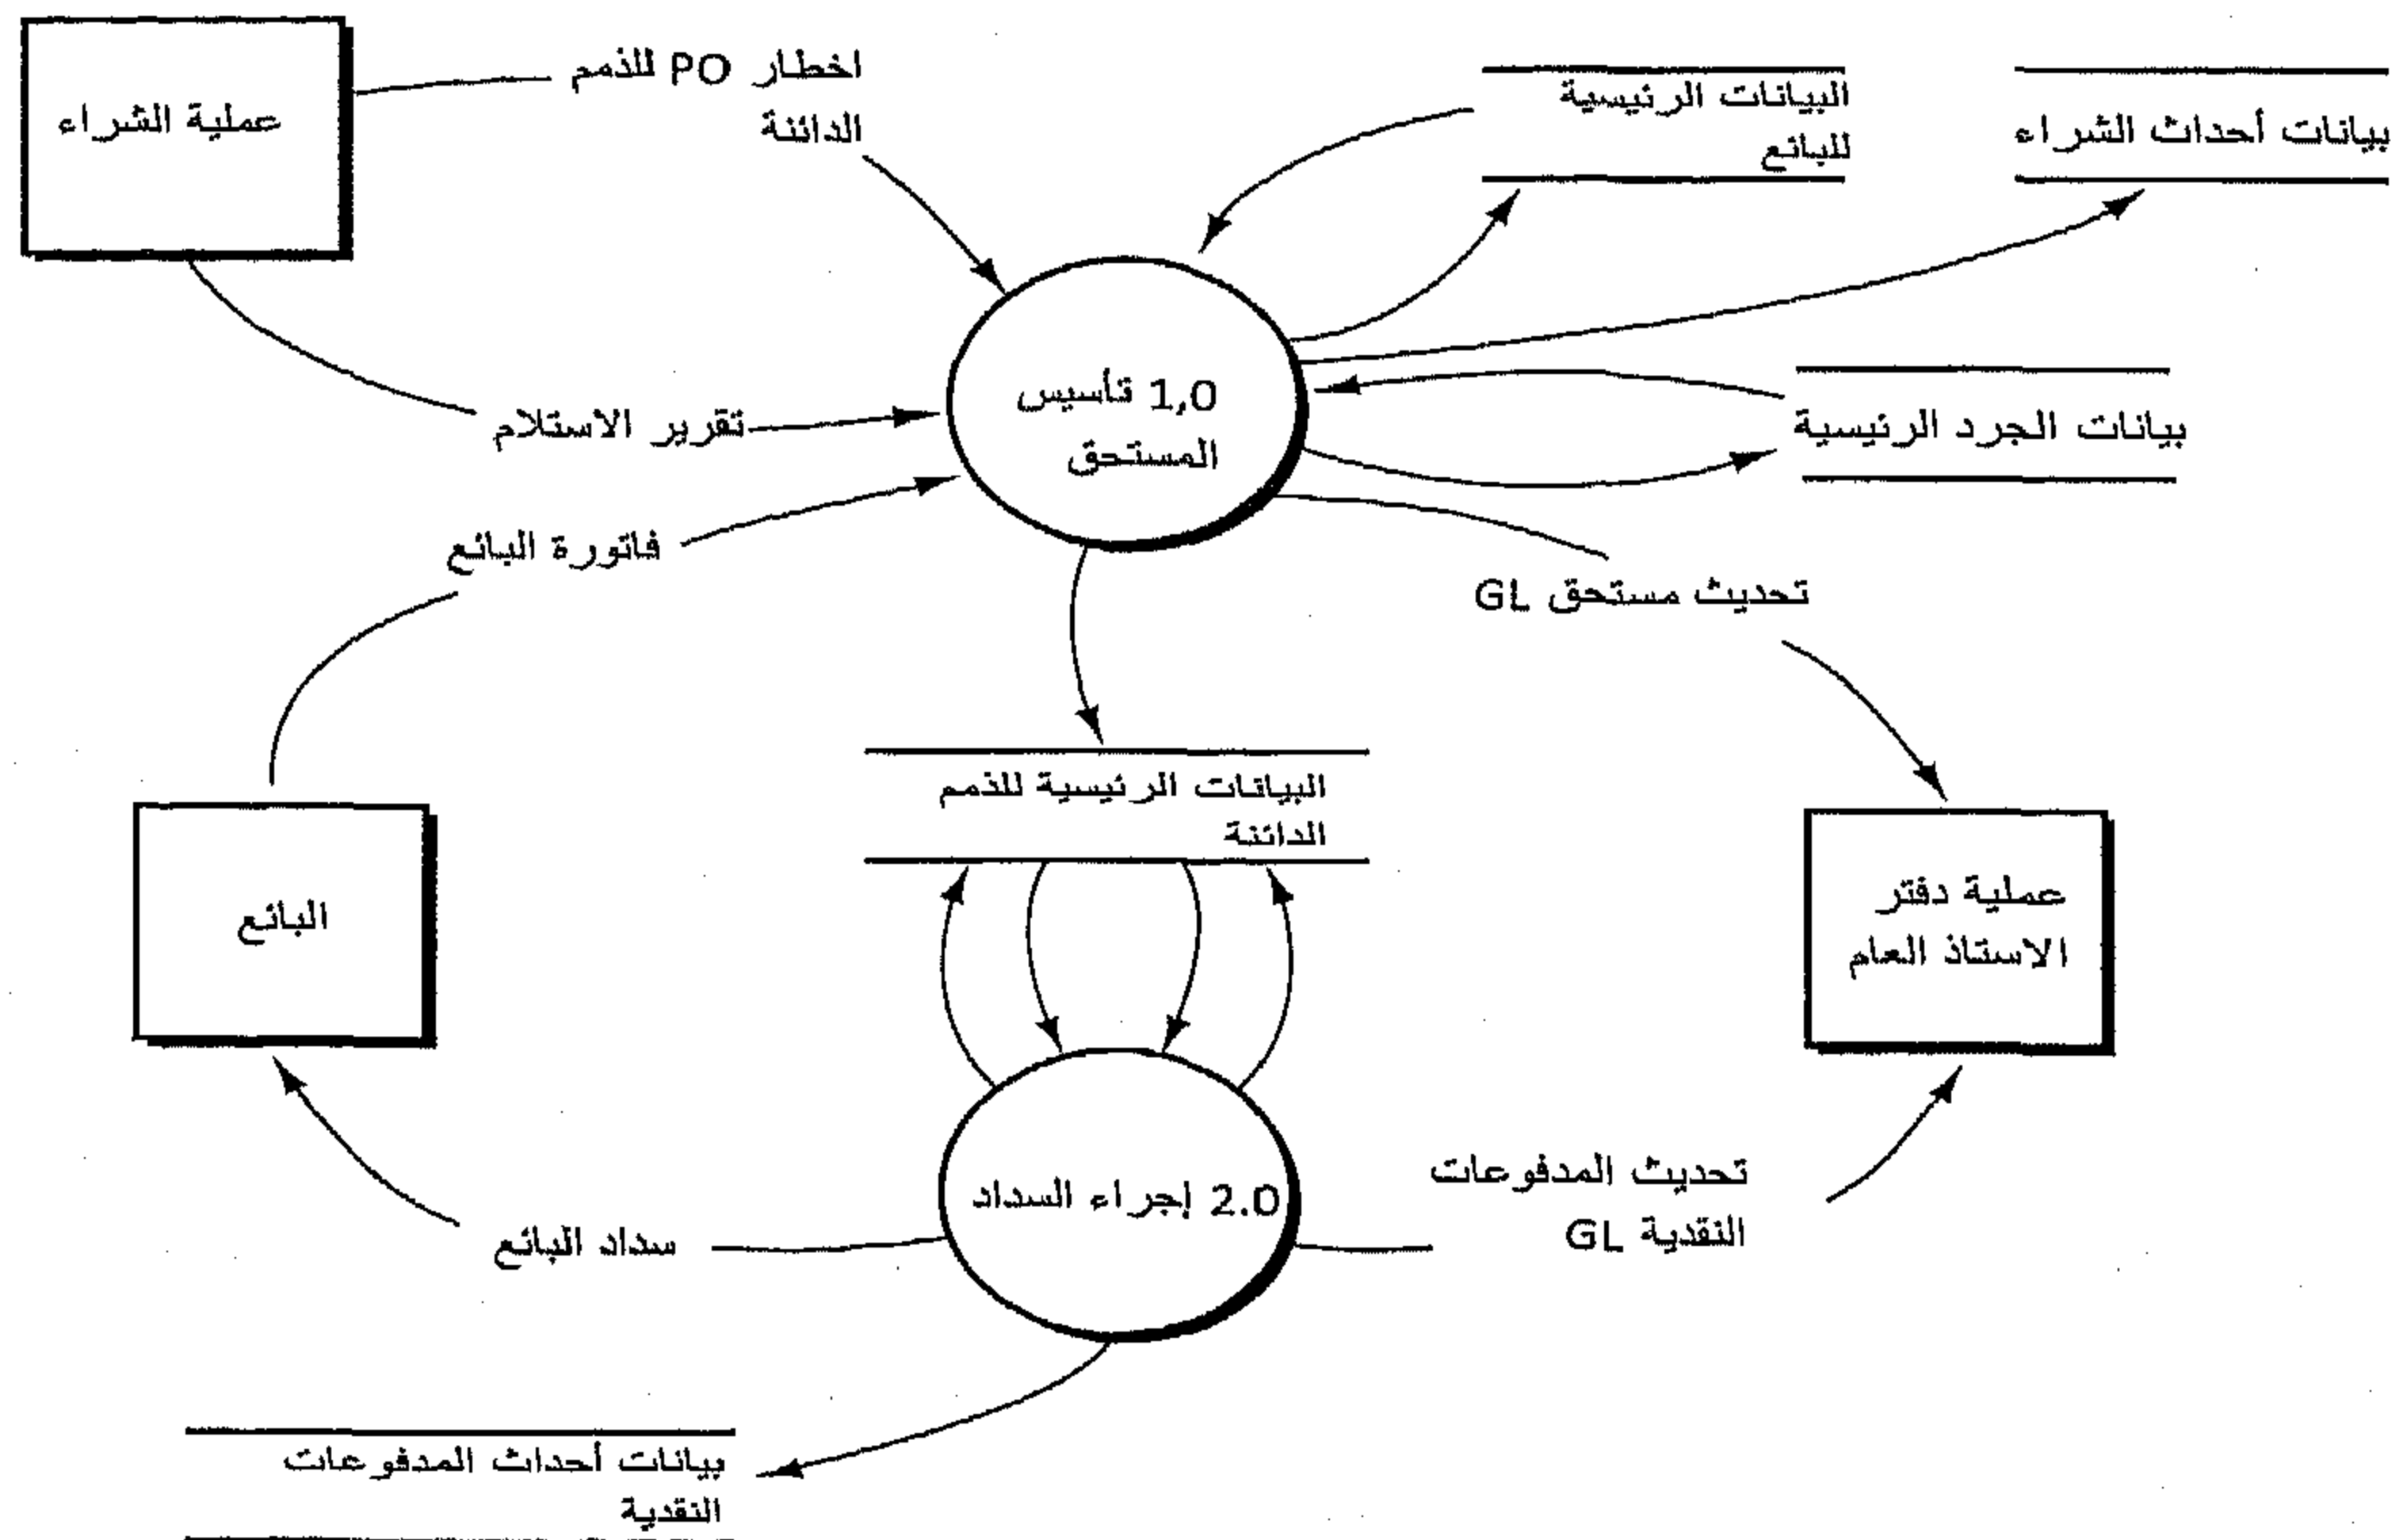 عملية الشراء
اخطار PO للذمم
الدائنة
البيانات الرئيسية
للبائع
بيانات أحداث الشراء
1,0 تأسيس
المستحق
تقرير الاستلام
بيانات الجرد الرئيسية
فاتورة البائع
تحديث مستحق GL
البيانات الرئيسية للذمم
الدائنة
البائع
عملية دفتر
الاستاذ العام
2.0 إجراء السداد
تحديث المدفوعات
النقدية GL
سداد البائع
بيانات أحداث المدفوعات
النقدية